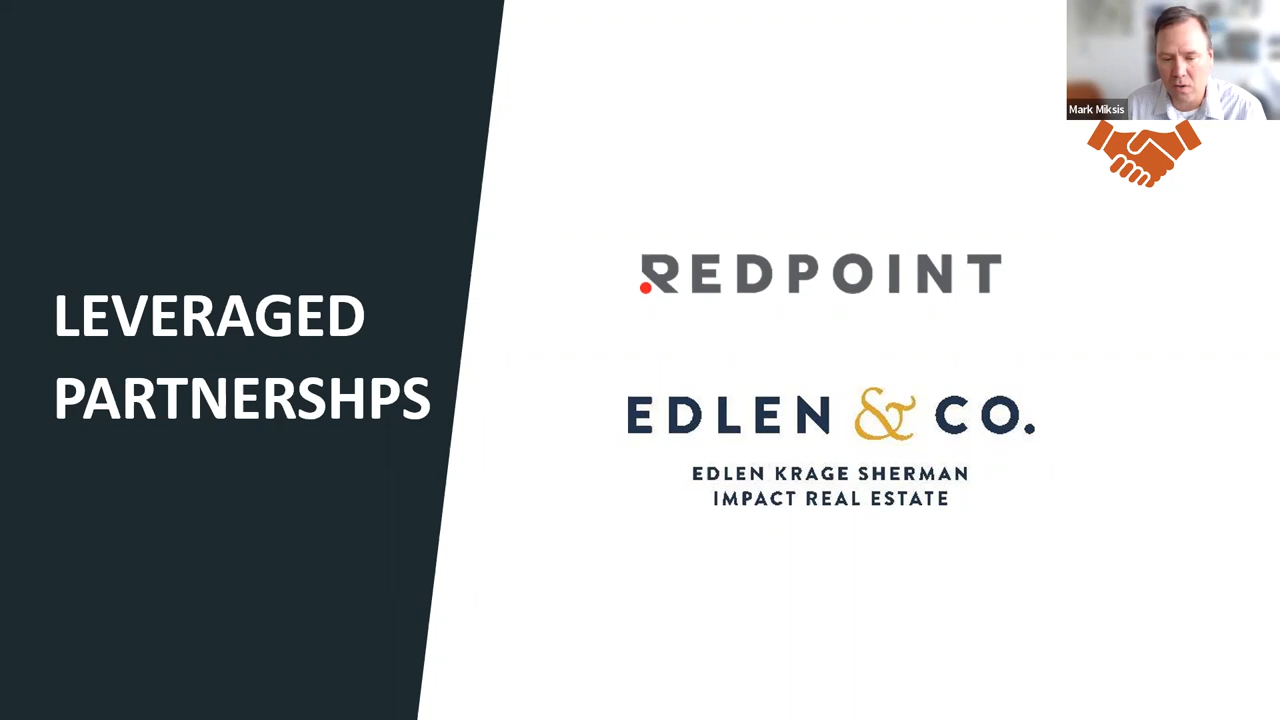 Mark Miksis
LEVERAGED
PARTNERSHPS
REDPOINT
EDLEN & CO.
EDLEN KRAGE SHERMAN
IMPACT REAL ESTATE